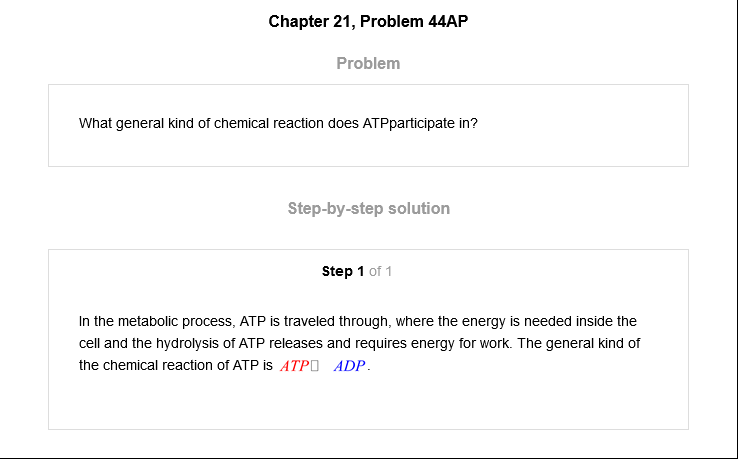 Chapter 21, Problem 44AP
Problem
What general kind of chemical reaction does ATPparticipate in?
Step-by-step solution
Step 1 of 1
In the metabolic process, ATP is traveled through, where the energy is needed inside the
cell and the hydrolysis of ATP releases and requires energy for work. The general kind of
the chemical reaction of ATP is ATP□ ADP.